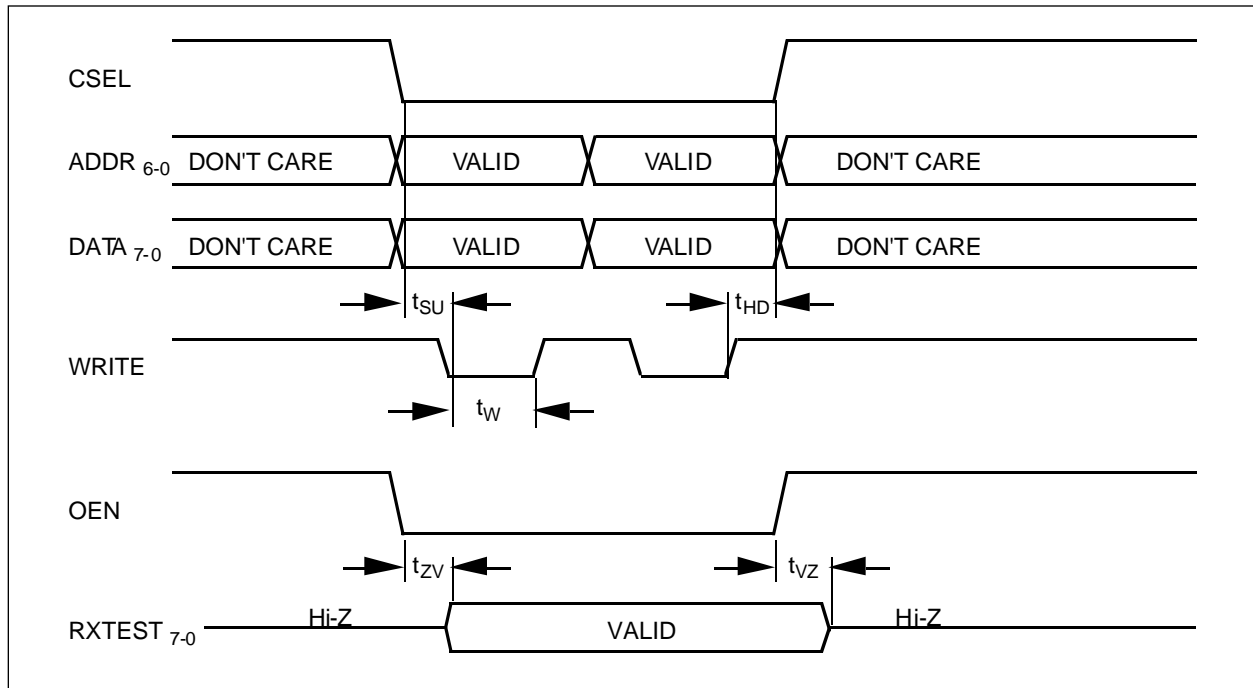 CSEL
ADDR 6-0 DON'T CARE VALID VALID DON'T CARE
DATA 7-0 DON'T CARE VALID VALID DON'T CARE
tSU tHD
WRITE
tW
OEN
tZV tVZ
RXTEST 7-0 Hi-Z VALID Hi-Z